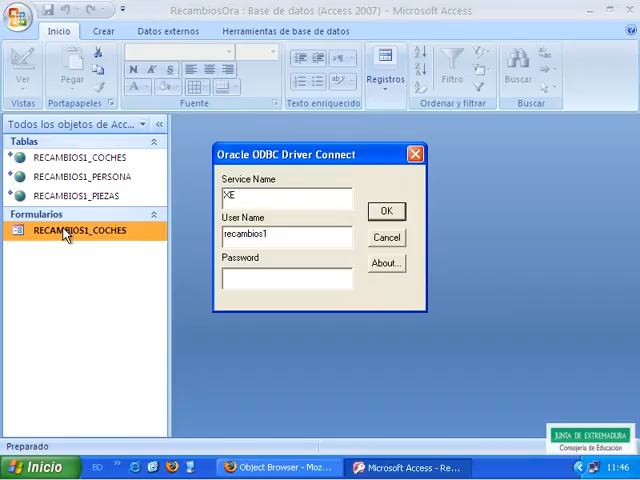 RecambiosOra : Base de datos (Access 2007) - Microsoft Access
Inicio
Crear
Datos externos
Herramientas de base de datos
Ver
Pegar
N K S
A
Registros
Filtro
Buscar
Vistas
Portapapeles
Fuente
Texto enriquecido
Ordenar y filtrar
Buscar
Todos los objetos de Acc...
Tablas
RECAMBIOS1_COCHES
RECAMBIOS1_PERSONA
RECAMBIOS1_PIEZAS
Formularios
RECAMBIOS1_COCHES
Oracle ODBC Driver Connect
Service Name
XE
OK
User Name
recambios1
Cancel
Password
About...
JUNTA DE EXTREMADURA
Consejería de Educación
Preparado
Inicio
BD
Object Browser - Moz...
Microsoft Access - Re...
11:46